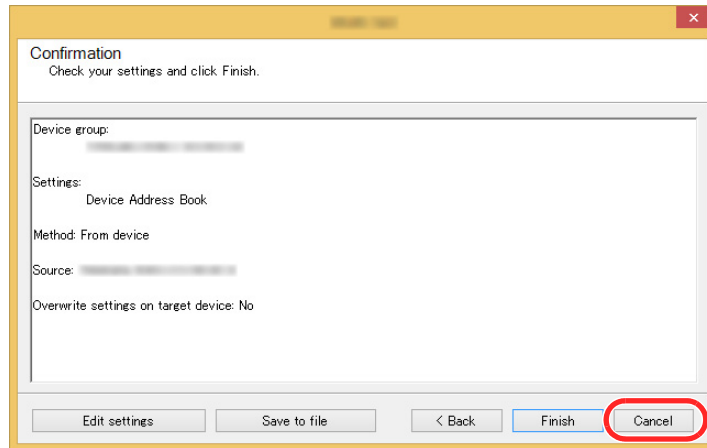 Confirmation
Check your settings and click Finish.
Device group:
Settings:
Device Address Book
Method: From device
Source:
Overwrite settings on target device: No
Edit settings
Save to file
< Back
Finish
Cancel